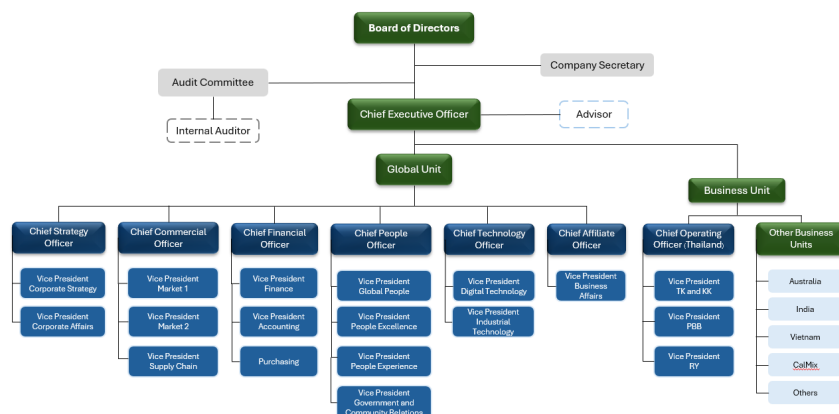 Board of Directors
Company Secretary
Audit Committee
Internal Auditor
Chief Executive Officer
Advisor
Global Unit
Business Unit
Chief Strategy
Officer
Chief Commercial
Officer
Chief Financial
Officer
Chief People
Officer
Chief Technology
Officer
Chief Affiliate
Officer
Chief Operating
Officer (Thailand)
Other Business
Units
Vice President
Corporate Strategy
Vice President
Corporate Affairs
Vice President
Market 1
Vice President
Market 2
Vice President
Supply Chain
Vice President
Finance
Vice President
Accounting
Purchasing
Vice President
Global People
Vice President
People Excellence
Vice President
People Experience
Vice President
Government and
Community Relations
Vice President
Digital Technology
Vice President
Industrial
Technology
Vice President
Business
Affairs
Vice President
TK and KK
Vice President
PBB
Vice President
RY
Australia
India
Vietnam
CalMix
Others